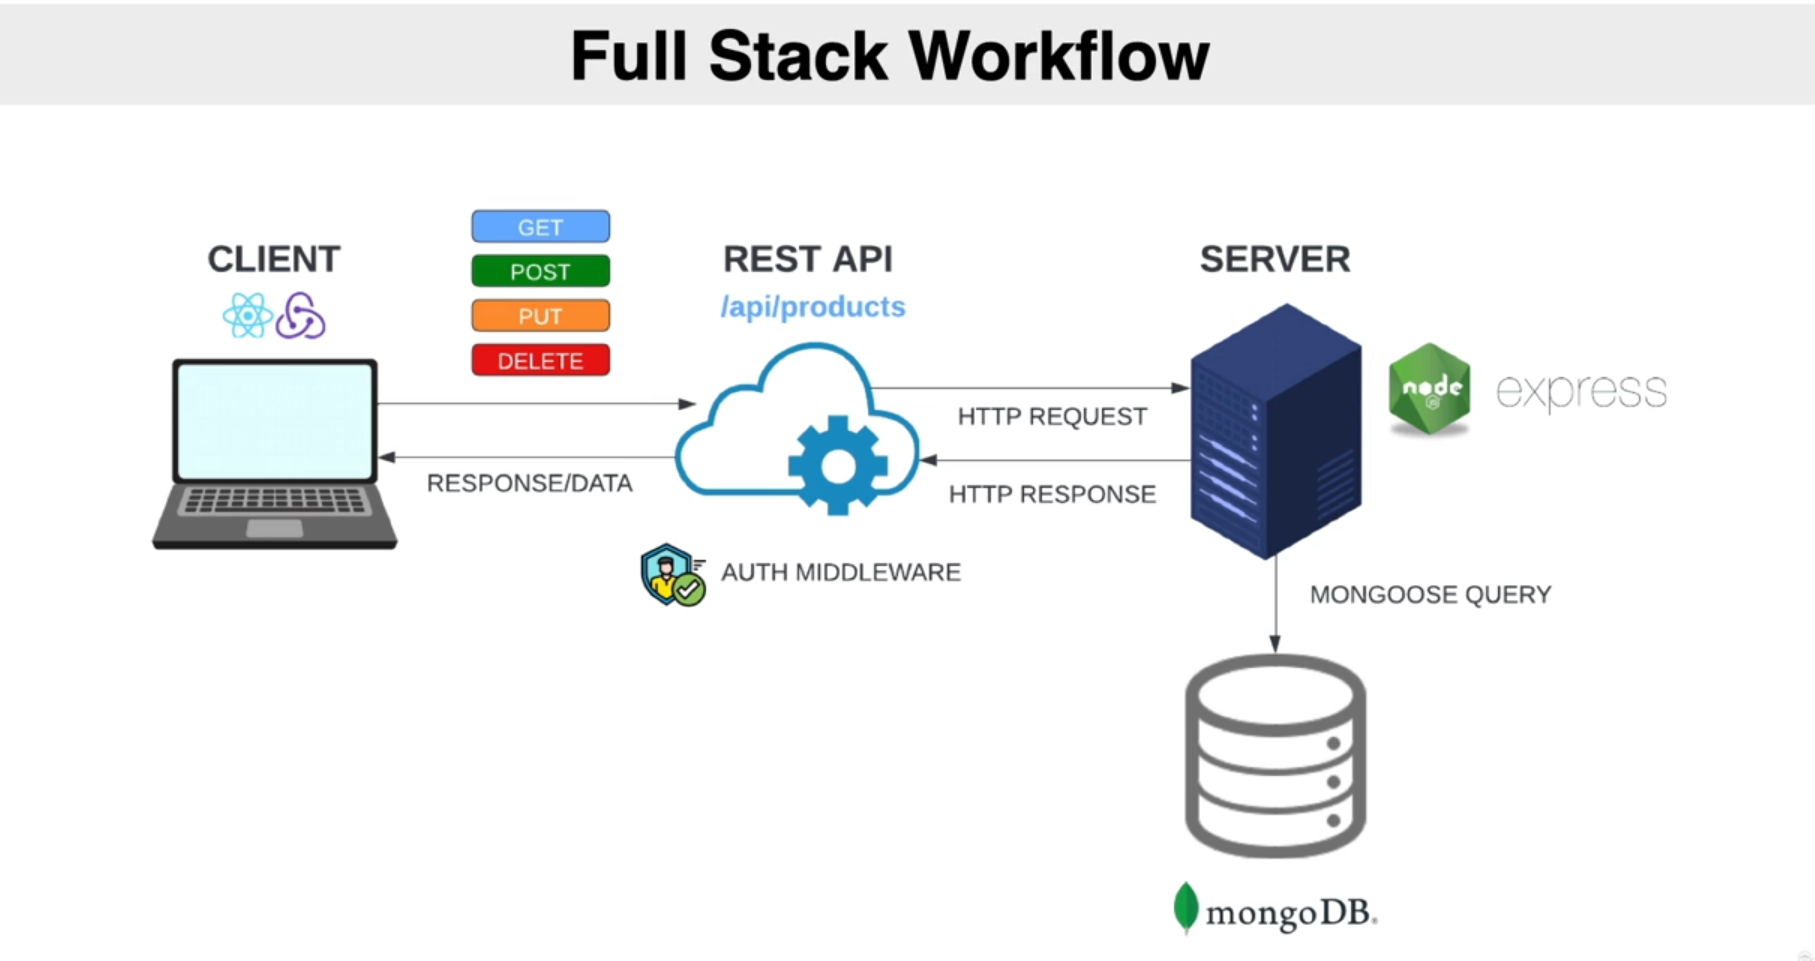 Full Stack Workflow
CLIENT
GET
POST
PUT
DELETE
REST API
/api/products
SERVER
node
JS
express
HTTP REQUEST
RESPONSE/DATA
HTTP RESPONSE
AUTH MIDDLEWARE
MONGOOSE QUERY
mongoDB®